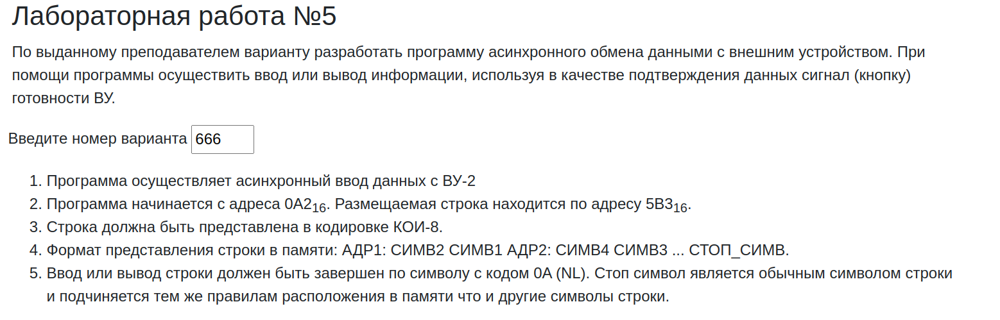 Лабораторная работа №5
По выданному преподавателем варианту разработать программу асинхронного обмена данными с внешним устройством. При
помощи программы осуществить ввод или вывод информации, используя в качестве подтверждения данных сигнал (кнопку)
готовности ВУ.
Введите номер варианта 666
1. Программа осуществляет асинхронный ввод данных с ВУ-2
2. Программа начинается с адреса 0A2₁₆. Размещаемая строка находится по адресу 5B3₁₆.
3. Строка должна быть представлена в кодировке КОИ-8.
4. Формат представления строки в памяти: АДР1: СИМВ2 СИМВ1 АДР2: СИМВ4 СИМВ3 ... СТОП_СИМВ.
5. Ввод или вывод строки должен быть завершен по символу с кодом 0A (NL). Стоп символ является обычным символом строки
и подчиняется тем же правилам расположения в памяти что и другие символы строки.